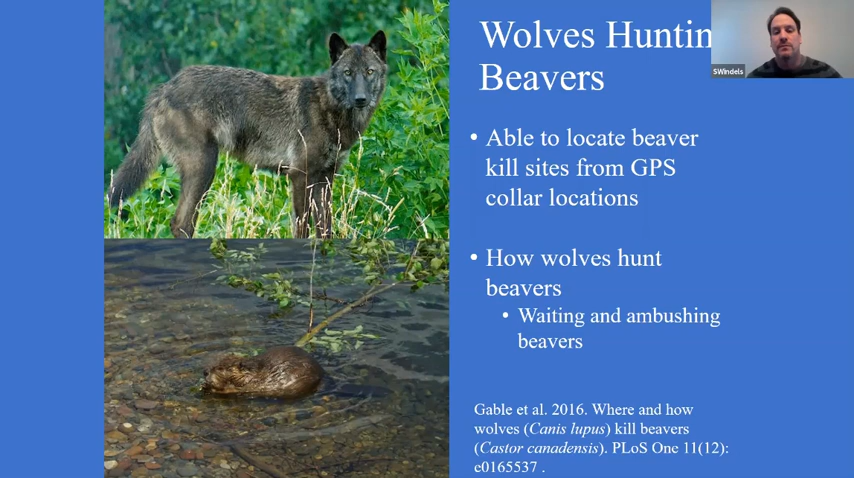 Wolves Huntin
Beavers
SWindels
• Able to locate beaver
kill sites from GPS
collar locations
• How wolves hunt
beavers
• Waiting and ambushing
beavers
Gable et al. 2016. Where and how
wolves (Canis lupus) kill beavers
(Castor canadensis). PLoS One 11(12):
e0165537 .